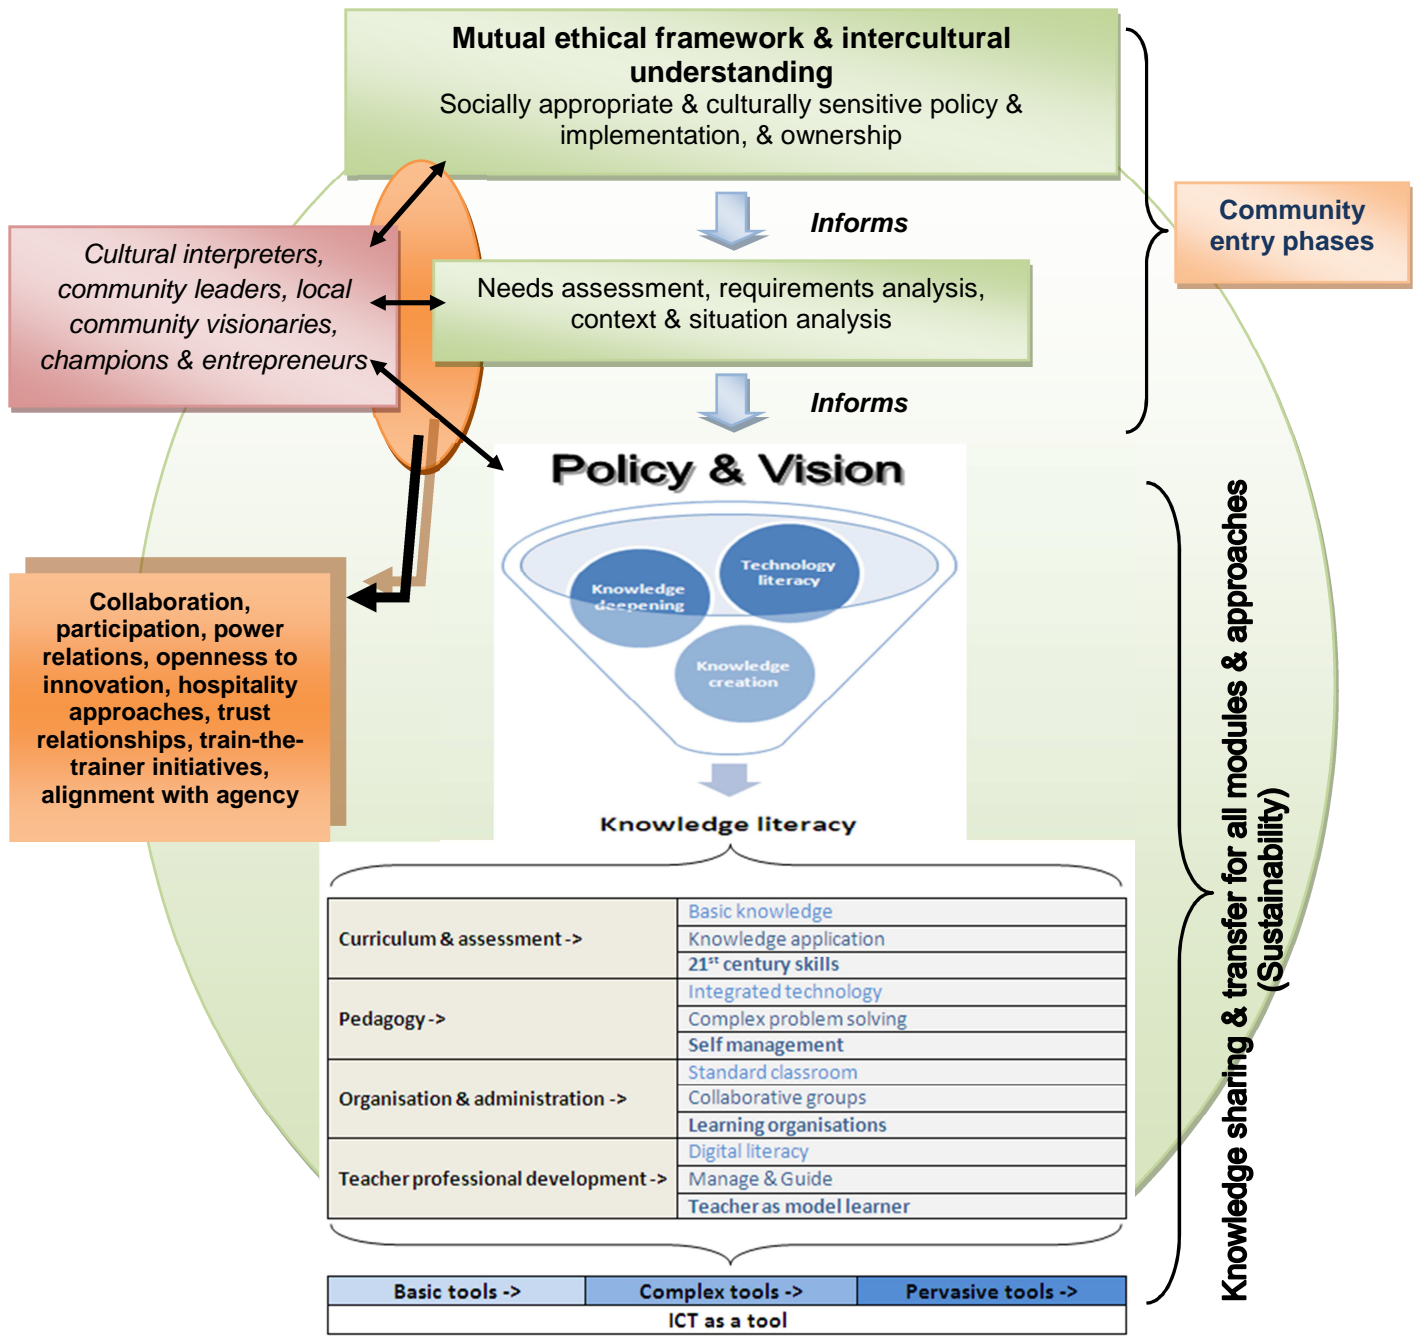 Mutual ethical framework & intercultural
understanding
Socially appropriate & culturally sensitive policy &
implementation, & ownership
Community
entry phases
Informs
Cultural interpreters,
community leaders, local
community visionaries,
champions & entrepreneurs
Needs assessment, requirements analysis,
context & situation analysis
Informs
Policy & Vision
Technology
literacy
Knowledge
deepening
Knowledge
creation
Collaboration,
participation, power
relations, openness to
innovation, hospitality
approaches, trust
relationships, train-the-
trainer initiatives,
alignment with agency
Knowledge literacy
Knowledge sharing & transfer for all modules & approaches
(Sustainability)
Curriculum & assessment ->
Basic knowledge
Knowledge application
21st century skills
Pedagogy ->
Integrated technology
Complex problem solving
Self management
Organisation & administration ->
Standard classroom
Collaborative groups
Learning organisations
Teacher professional development ->
Digital literacy
Manage & Guide
Teacher as model learner
Basic tools -> Complex tools -> Pervasive tools ->
ICT as a tool